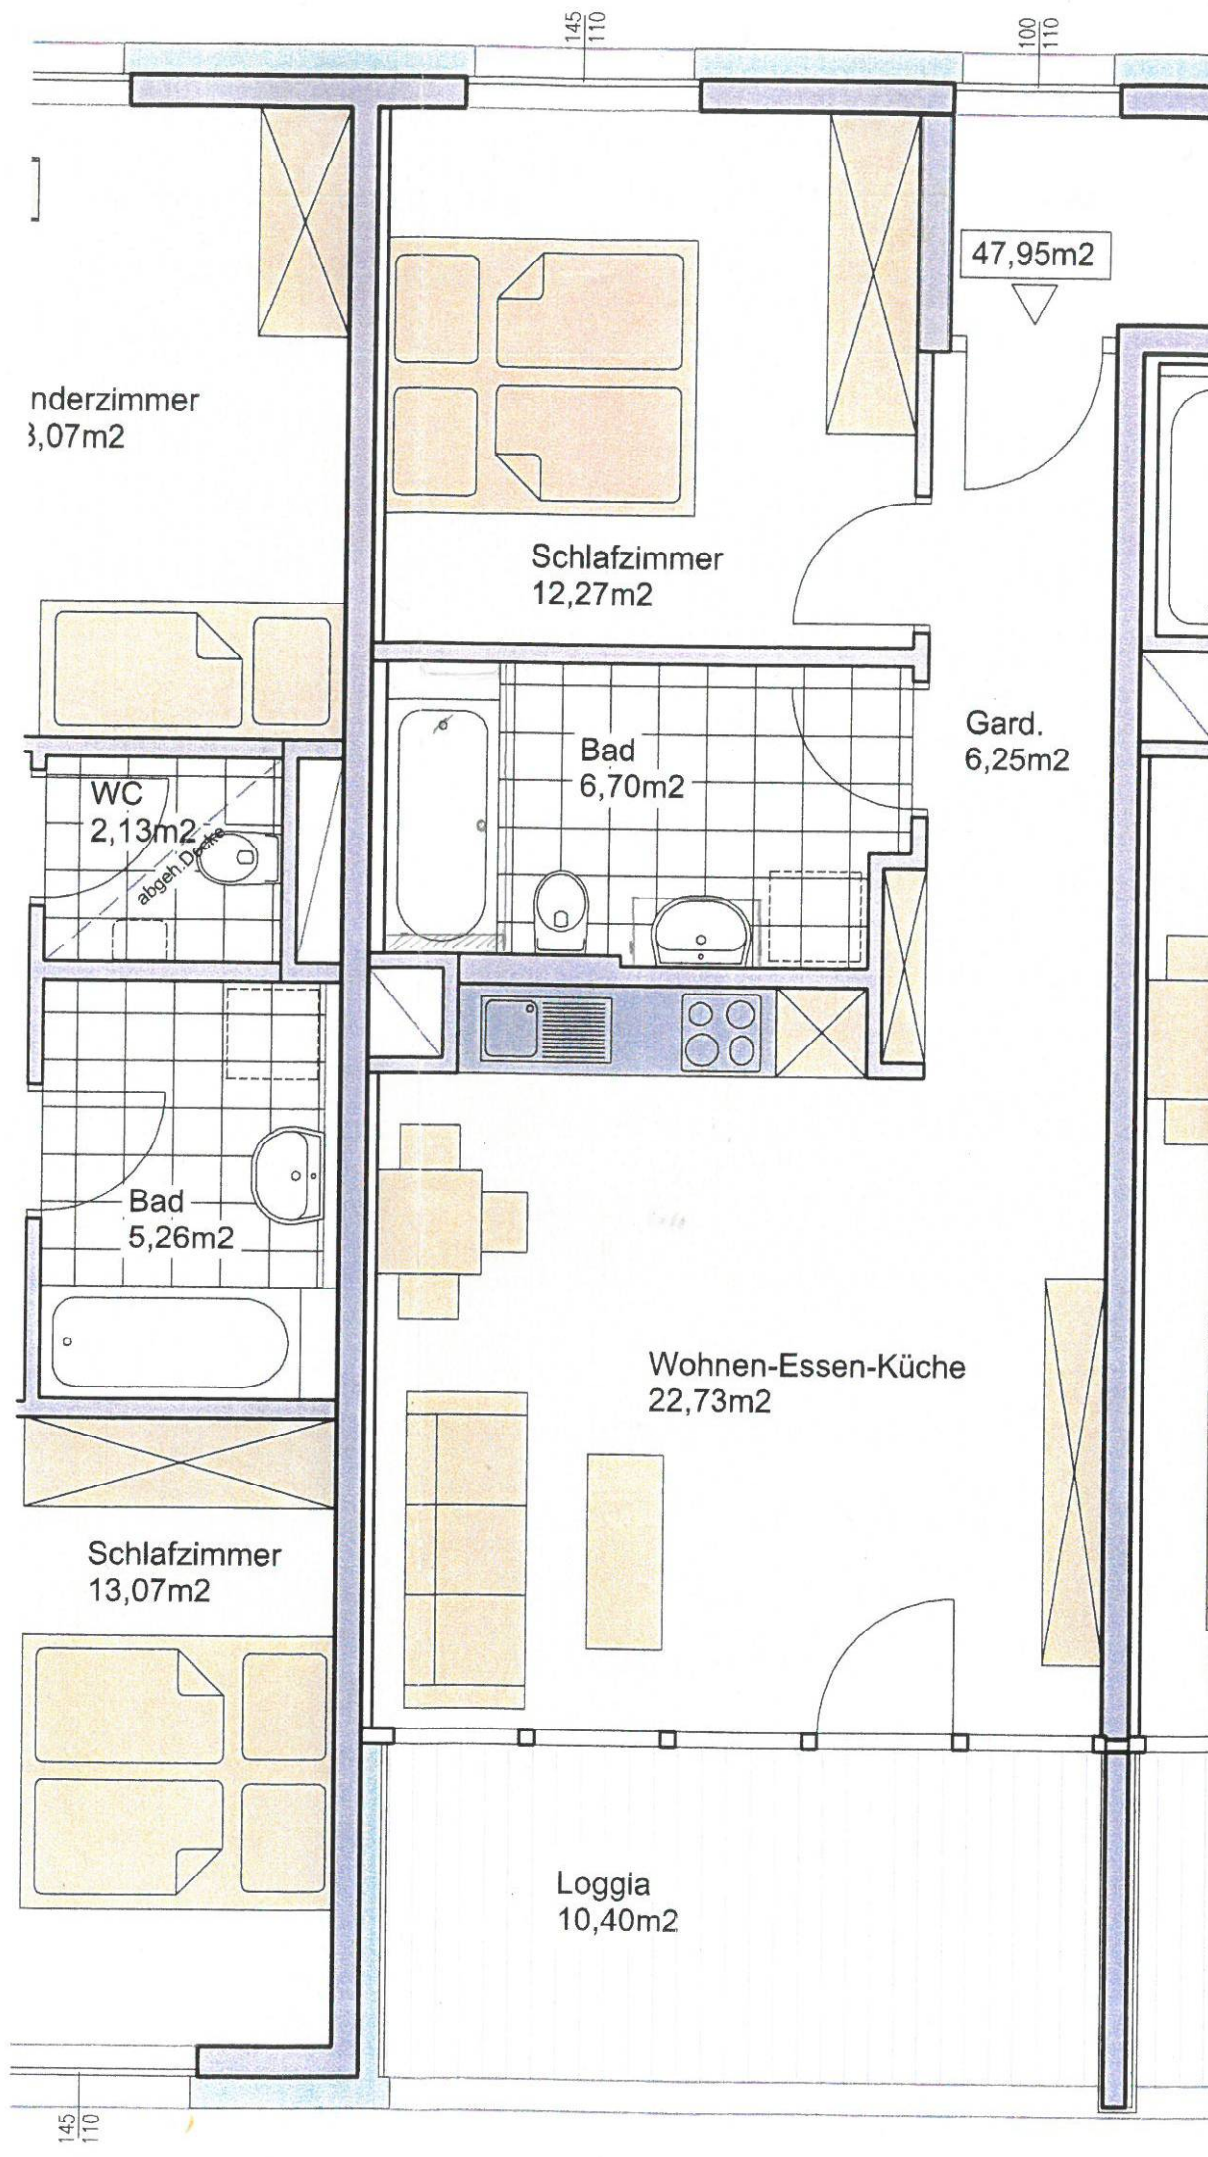 145
110
100
110
47,95m2
nderzimmer
3,07m2
Schlafzimmer
12,27m2
Gard.
6,25m2
Bad
6,70m2
WC
2,13m2
abgeh.Decke
Bad
5,26m2
Wohnen-Essen-Küche
22,73m2
Schlafzimmer
13,07m2
Loggia
10,40m2
145
110